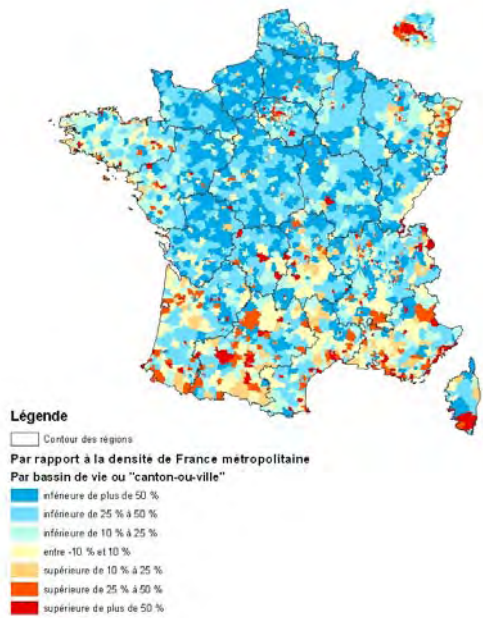 Légende
Contour des régions
Par rapport à la densité de France métropolitaine
Par bassin de vie ou "canton-ou-ville"
inférieure de plus de 50 %
inférieure de 25 % à 50 %
inférieure de 10 % à 25 %
entre -10 % et 10 %
supérieure de 10 % à 25 %
supérieure de 25 % à 50 %
supérieure de plus de 50 %